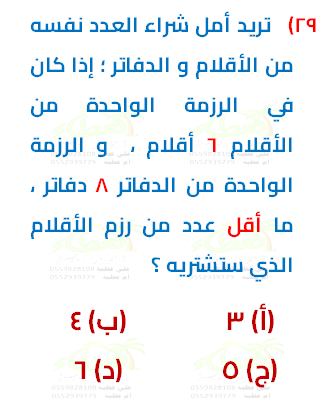 ٢٩) تريد أمل شراء العدد نفسه
من الأقلام و الدفاتر ؛ إذا كان
في الرزمة الواحدة من
الأقلام ٦ أقلام ، و الرزمة
الواحدة من الدفاتر ٨ دفاتر ،
ما أقل عدد من رزم الأقلام
الذي ستشتريه ؟
(أ) ٣ (ب) ٤
(ج) ٥ (د) ٦